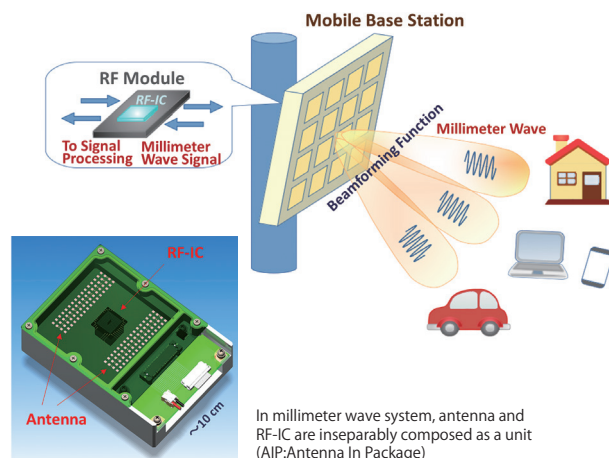 Mobile Base Station
RF Module
RF-IC
To Signal
Processing
Millimeter
Wave Signal
Beamforming Function
Millimeter Wave
RF-IC
Antenna
~10 cm
In millimeter wave system, antenna and
RF-IC are inseparably composed as a unit
(AIP:Antenna In Package)